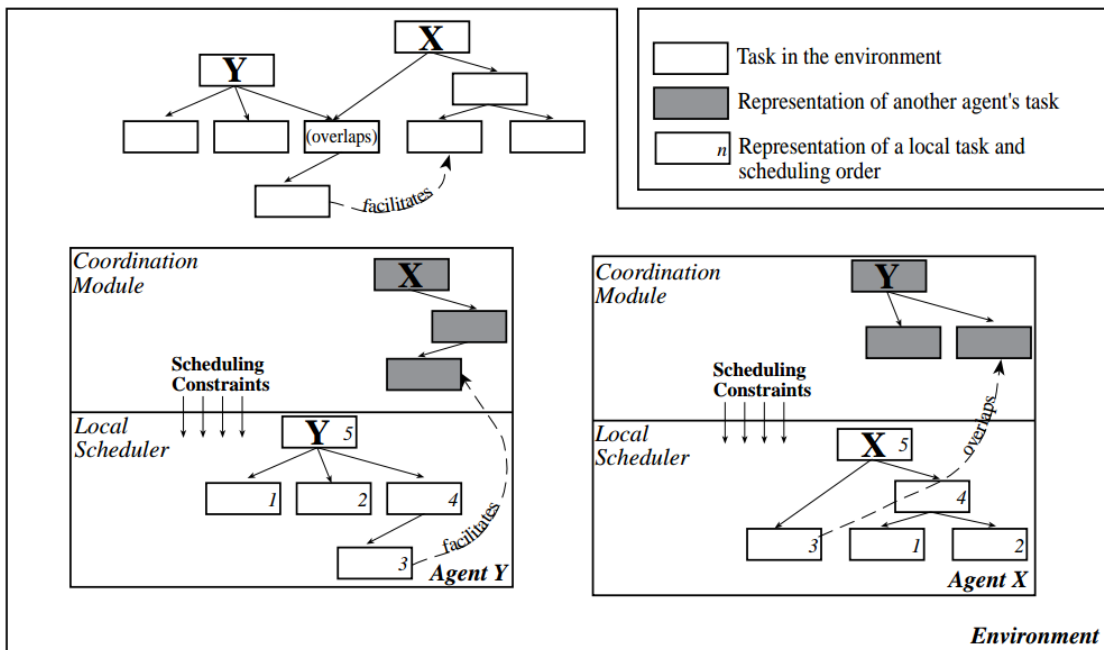 X
Y
(overlaps)
facilitates
Task in the environment
Representation of another agent's task
n
Representation of a local task and
scheduling order
Coordination
Module
X
Scheduling
Constraints
Local
Scheduler
Y 5
1
2
4
3
facilitates
Agent Y
Coordination
Module
Y
Scheduling
Constraints
overlaps
Local
Scheduler
X 5
4
3
1
2
Agent X
Environment